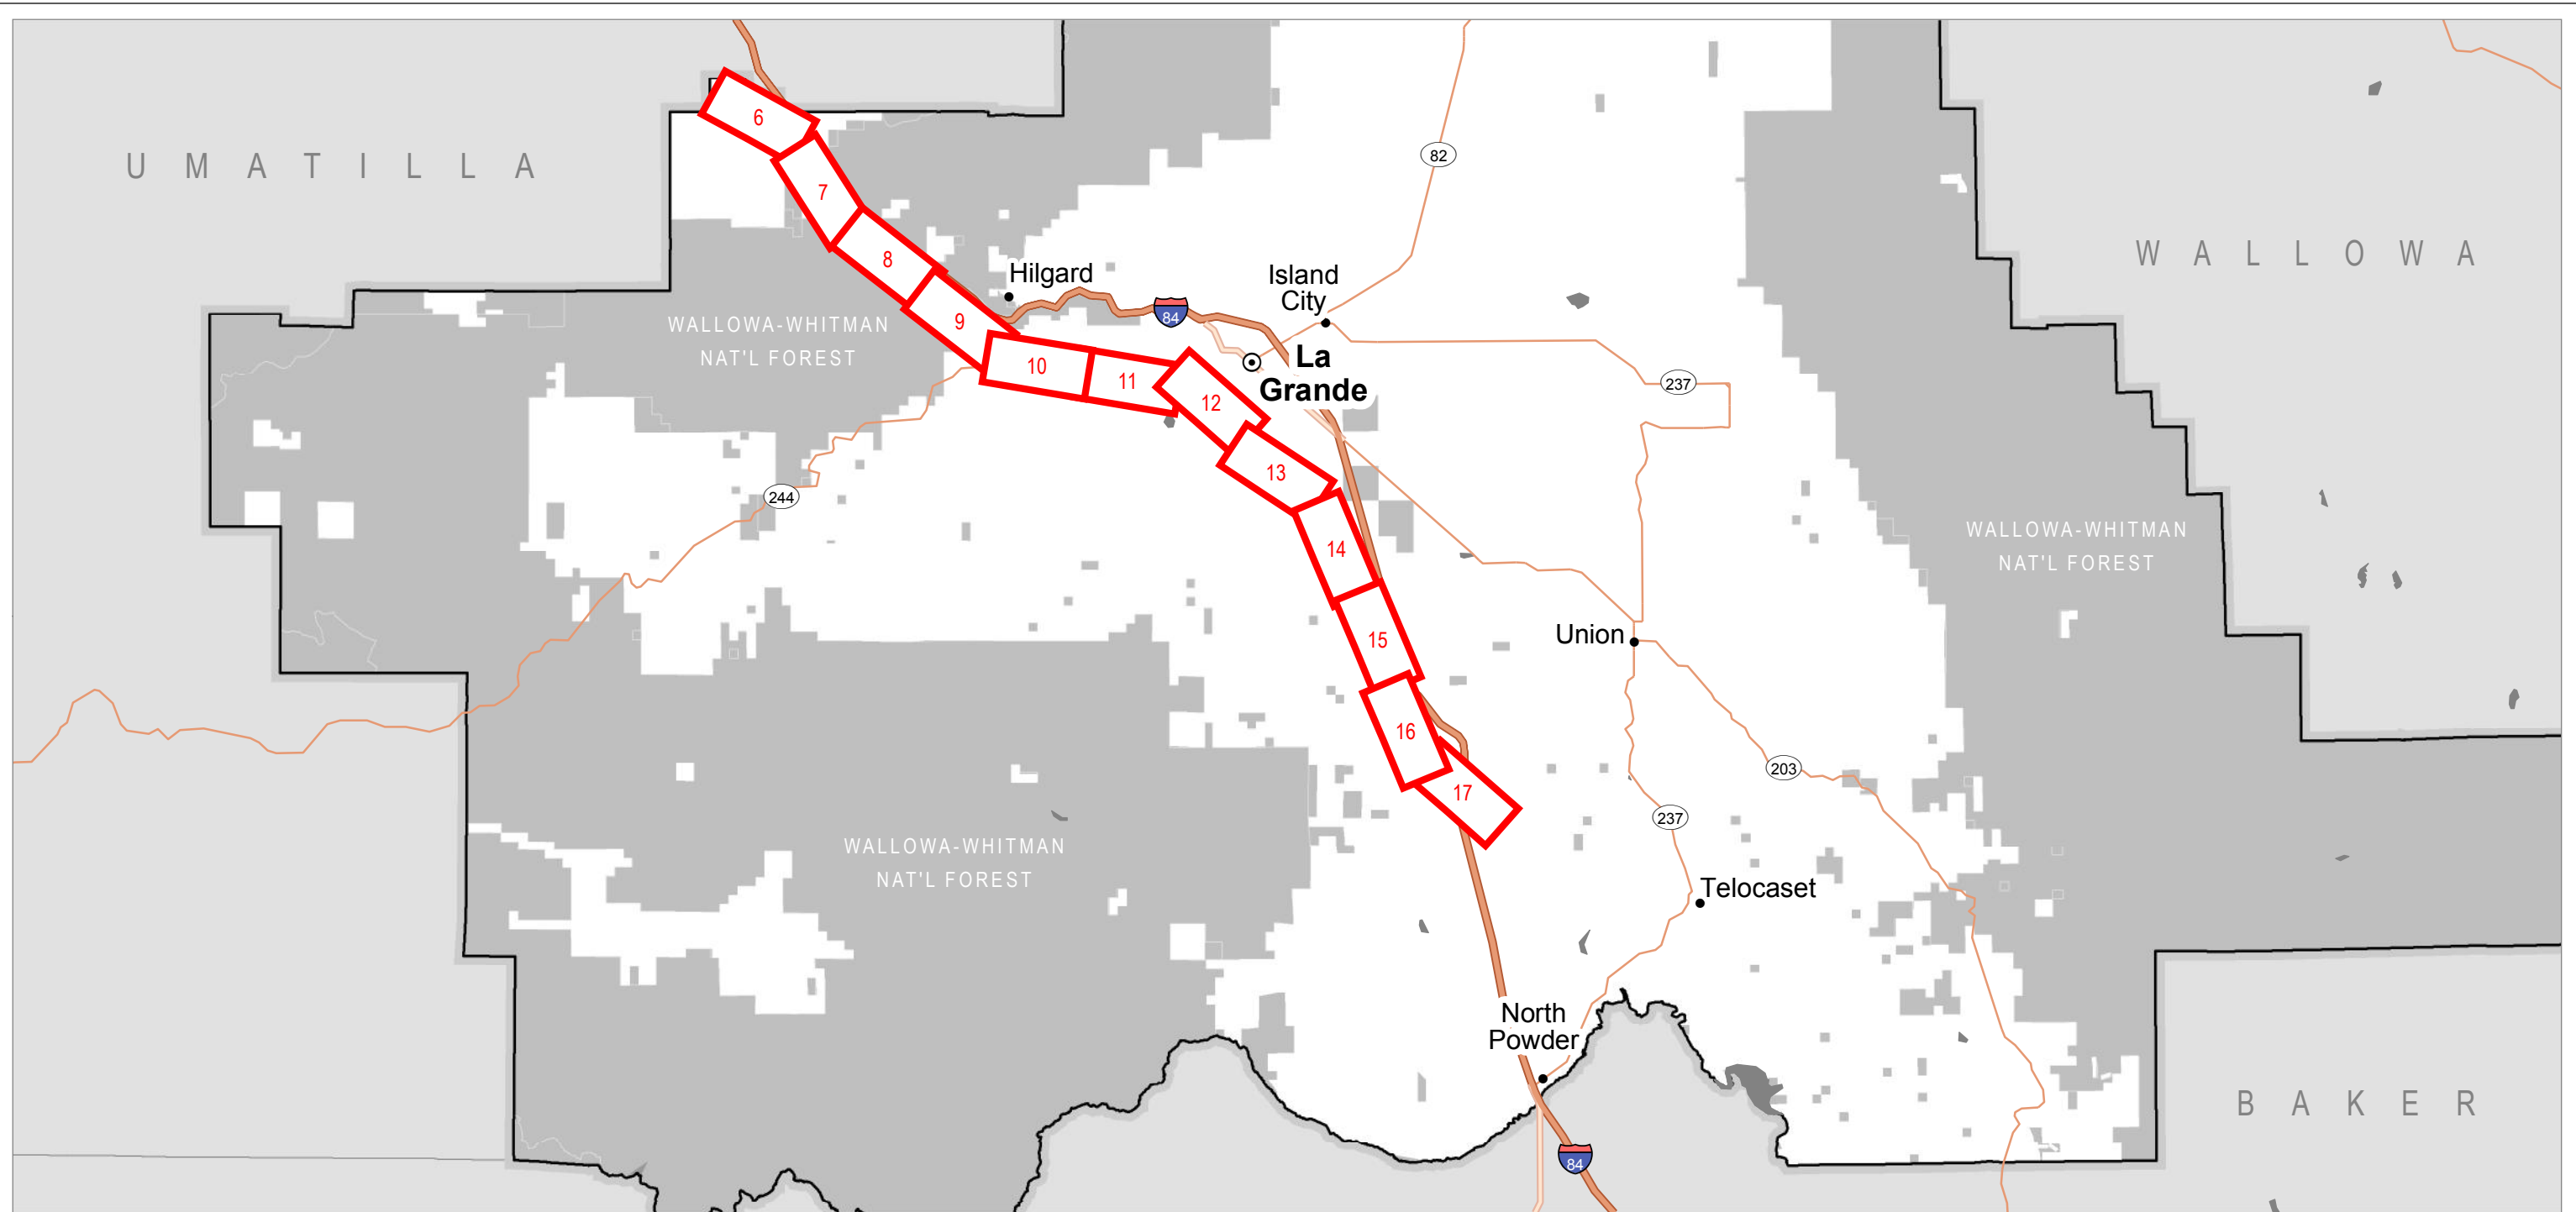 6
82
U M A T I L L A
7
W A L L O W A
8
Hilgard
Island
City
84
9
WALLOWA-WHITMAN
NAT'L FOREST
La
Grande
10
11
12
237
13
244
14
WALLOWA-WHITMAN
NAT'L FOREST
15
Union
16
203
17
237
WALLOWA-WHITMAN
NAT'L FOREST
Telocaset
North
Powder
B A K E R
84